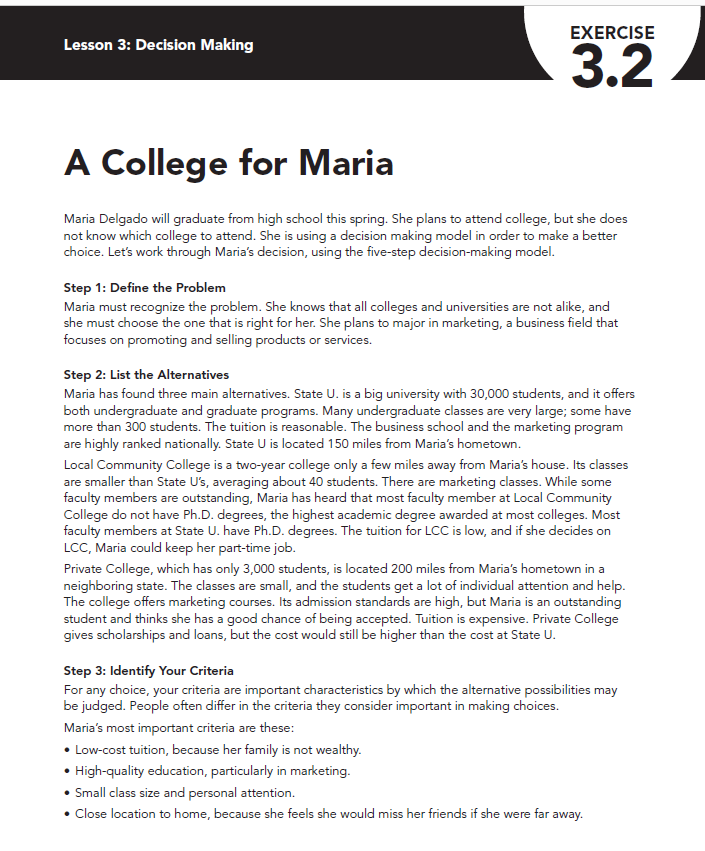 Lesson 3: Decision Making
EXERCISE
3.2
A College for Maria
Maria Delgado will graduate from high school this spring. She plans to attend college, but she does
not know which college to attend. She is using a decision making model in order to make a better
choice. Let's work through Maria's decision, using the five-step decision-making model.
Step 1: Define the Problem
Maria must recognize the problem. She knows that all colleges and universities are not alike, and
she must choose the one that is right for her. She plans to major in marketing, a business field that
focuses on promoting and selling products or services.
Step 2: List the Alternatives
Maria has found three main alternatives. State U. is a big university with 30,000 students, and it offers
both undergraduate and graduate programs. Many undergraduate classes are very large; some have
more than 300 students. The tuition is reasonable. The business school and the marketing program
are highly ranked nationally. State U is located 150 miles from Maria's hometown.
Local Community College is a two-year college only a few miles away from Maria's house. Its classes
are smaller than State U's, averaging about 40 students. There are marketing classes. While some
faculty members are outstanding, Maria has heard that most faculty member at Local Community
College do not have Ph.D. degrees, the highest academic degree awarded at most colleges. Most
faculty members at State U. have Ph.D. degrees. The tuition for LCC is low, and if she decides on
LCC, Maria could keep her part-time job.
Private College, which has only 3,000 students, is located 200 miles from Maria's hometown in a
neighboring state. The classes are small, and the students get a lot of individual attention and help.
The college offers marketing courses. Its admission standards are high, but Maria is an outstanding
student and thinks she has a good chance of being accepted. Tuition is expensive. Private College
gives scholarships and loans, but the cost would still be higher than the cost at State U.
Step 3: Identify Your Criteria
For any choice, your criteria are important characteristics by which the alternative possibilities may
be judged. People often differ in the criteria they consider important in making choices.
Maria's most important criteria are these:
• Low-cost tuition, because her family is not wealthy.
• High-quality education, particularly in marketing.
• Small class size and personal attention.
• Close location to home, because she feels she would miss her friends if she were far away.